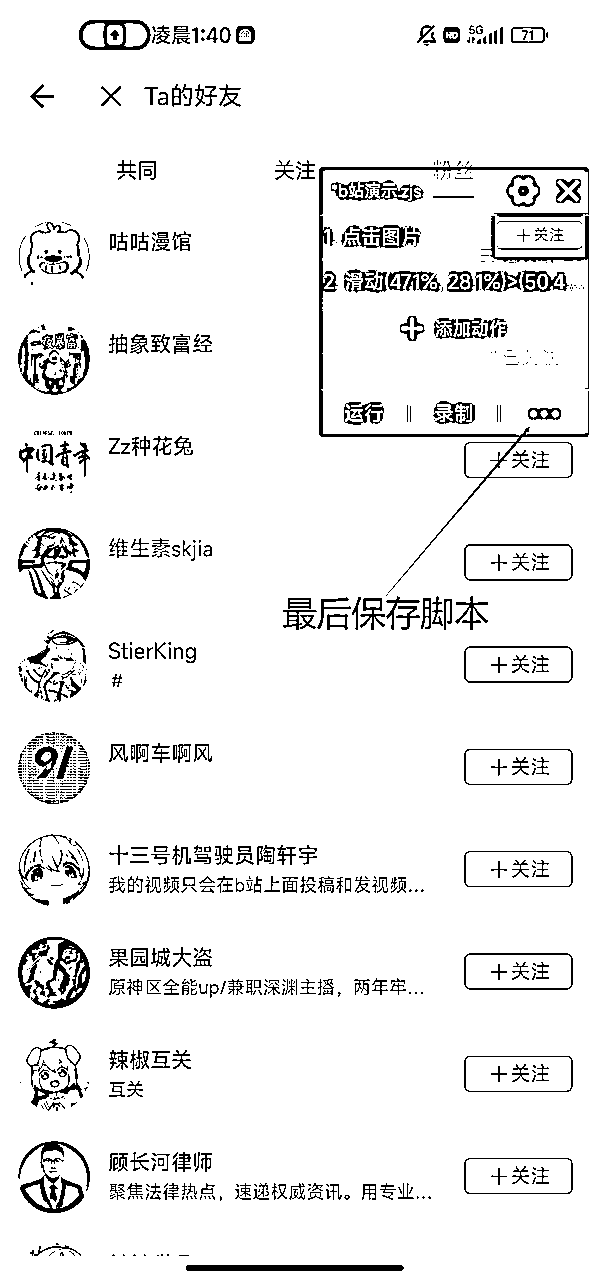 凌晨1:40
HD 5G 71
Ta的好友
共同 关注 粉丝
咕咕漫馆
抽象致富经
Zz种花兔
维生素skjia
StierKing
#
风啊车啊风
十三号机驾驶员陶轩宇
我的视频只会在b站上面投稿和发视频...
果园城大盗
原神区全能up/兼职深渊主播，两年牢...
辣椒互关
互关
顾长河律师
聚焦法律热点，速递权威资讯。用专业...
*b站演示.zjs
1 点击图片 +关注
2 滑动(47.1%, 28.1%)>(50.4...
+ 添加动作
运行 录制
+关注
+关注
+关注
+关注
+关注
+关注
+关注
+关注
最后保存脚本
91
中国青年